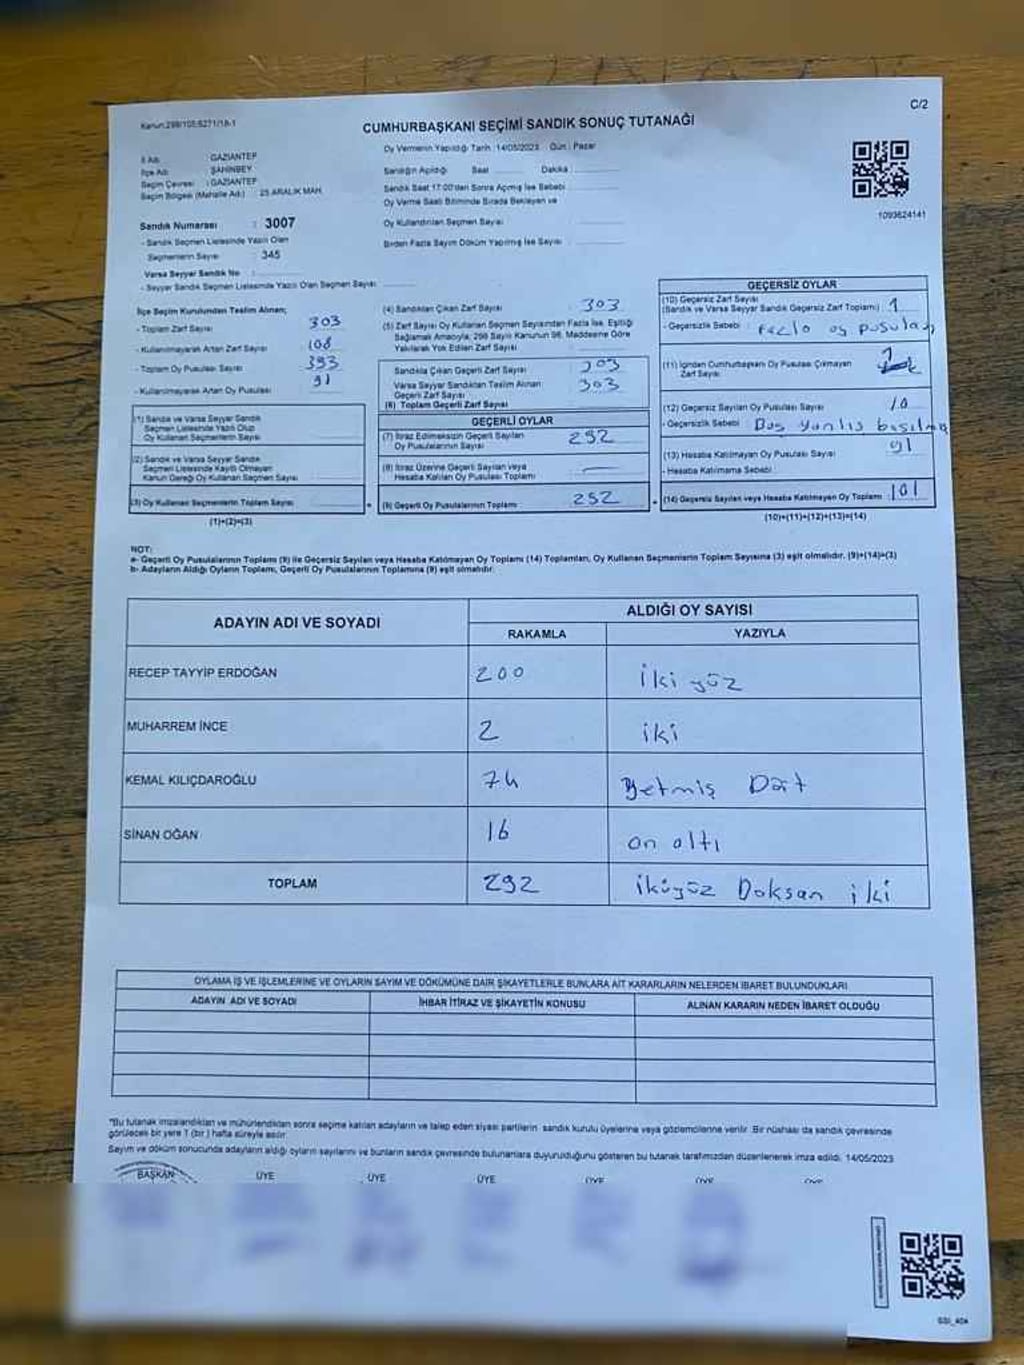 C/2
Kanun:298/105;6271/18-1
CUMHURBAŞKANI SEÇİMİ SANDIK SONUÇ TUTANAĞI
İl Adı: GAZİANTEP
İlçe Adı: ŞAHİNBEY
Seçim Çevresi : GAZİANTEP
Seçim Bölgesi (Mahalle Adı) : 25 ARALIK MAH.
Sandık Numarası : 3007
- Sandık Seçmen Listesinde Yazılı Olan
Seçmenlerin Sayısı : 345
Varsa Seyyar Sandık No :
- Seyyar Sandık Seçmen Listesinde Yazılı Olan Seçmen Sayısı
Oy Vermenin Yapıldığı Tarih :14/05/2023 Gün : Pazar
Sandığın Açıldığı Saat Dakika
Sandık Saat 17:00'den Sonra Açmış İse Sebebi
Oy Verme Saati Bitiminde Sırada Bekleyen ve
Oy Kullandırılan Seçmen Sayısı :
Birden Fazla Sayım Döküm Yapılmış İse Sayısı :
1093624141
İlçe Seçim Kurulundan Teslim Alınan;
- Toplam Zarf Sayısı 303
- Kullanılmayarak Artan Zarf Sayısı 108
- Toplam Oy Pusulası Sayısı 393
- Kullanılmayarak Artan Oy Pusulası 91
(1) Sandık ve Varsa Seyyar Sandık
Seçmen Listesinde Yazılı Olup
Oy Kullanan Seçmenlerin Sayısı
(2) Sandık ve Varsa Seyyar Sandık
Seçmen Listesinde Kayıtlı Olmayan
Kanun Gereği Oy Kullanan Seçmen Sayısı
(3) Oy Kullanan Seçmenlerin Toplam Sayısı
(1)+(2)=(3)
(4) Sandıktan Çıkan Zarf Sayısı : 303
(5) Zarf Sayısı Oy Kullanan Seçmen Sayısından Fazla İse, Eşitliği
Sağlamak Amacıyla; 298 Sayılı Kanunun 98. Maddesine Göre
Yakılarak Yok Edilen Zarf Sayısı
Sandıkta Çıkan Geçerli Zarf Sayısı 303
Varsa Seyyar Sandıktan Teslim Alınan
Geçerli Zarf Sayısı 303
(6) Toplam Geçerli Zarf Sayısı
GEÇERLİ OYLAR
(7) İtiraz Edilmeksizin Geçerli Sayılan
Oy Pusulalarının Sayısı 292
(8) İtiraz Üzerine Geçerli Sayılan veya
Hesaba Katılan Oy Pusulası Toplamı
(9) Geçerli Oy Pusulalarının Toplamı 292
GEÇERSİZ OYLAR
(10) Geçersiz Zarf Sayısı
(Sandık ve Varsa Seyyar Sandık Geçersiz Zarf Toplamı) : 1
- Geçersizlik Sebebi : Fazla oy pusulası
(11) İçinden Cumhurbaşkanı Oy Pusulası Çıkmayan
Zarf Sayısı
(12) Geçersiz Sayılan Oy Pusulası Sayısı : 10
- Geçersizlik Sebebi : Boş yanlış basılma
(13) Hesaba Katılmayan Oy Pusulası Sayısı : 91
- Hesaba Katılmama Sebebi
(14) Geçersiz Sayılan veya Hesaba Katılmayan Oy Toplamı : 101
(10)+(11)+(12)+(13)=(14)
NOT:
a- Geçerli Oy Pusulalarının Toplamı (9) ile Geçersiz Sayılan veya Hesaba Katılmayan Oy Toplamı (14) Toplamları, Oy Kullanan Seçmenlerin Toplam Sayısına (3) eşit olmalıdır. (9)+(14)=(3)
b- Adayların Aldığı Oyların Toplamı, Geçerli Oy Pusulalarının Toplamına (9) eşit olmalıdır.
ADAYIN ADI VE SOYADI
ALDIĞI OY SAYISI
RAKAMLA YAZIYLA
RECEP TAYYİP ERDOĞAN 200 iki yüz
MUHARREM İNCE 2 iki
KEMAL KILIÇDAROĞLU 74 Yetmiş Dört
SİNAN OĞAN 16 on altı
TOPLAM 292 ikiyüz Doksan iki
OYLAMA İŞ VE İŞLEMLERİNE VE OYLARIN SAYIM VE DÖKÜMÜNE DAİR ŞİKAYETLERLE BUNLARA AİT KARARLARIN NELERDEN İBARET BULUNDUKLARI
ADAYIN ADI VE SOYADI İHBAR İTİRAZ VE ŞİKAYETİN KONUSU ALINAN KARARIN NEDEN İBARET OLDUĞU
*Bu tutanak imzalandıktan ve mühürlendikten sonra seçime katılan adayların ve talep eden siyasi partilerin sandık kurulu üyelerine veya gözlemcilerine verilir. Bir nüshası da sandık çevresinde
görülecek bir yere 1 (bir) hafta süreyle asılır.
Sayım ve döküm sonucunda adayların aldığı oyların sayılarını ve bunların sandık çevresinde bulunanlara duyurulduğunu gösteren bu tutanak tarafımızdan düzenlenerek imza edildi. 14/05/2023
BAŞKAN ÜYE ÜYE ÜYE ÜYE ÜYE ÜYE